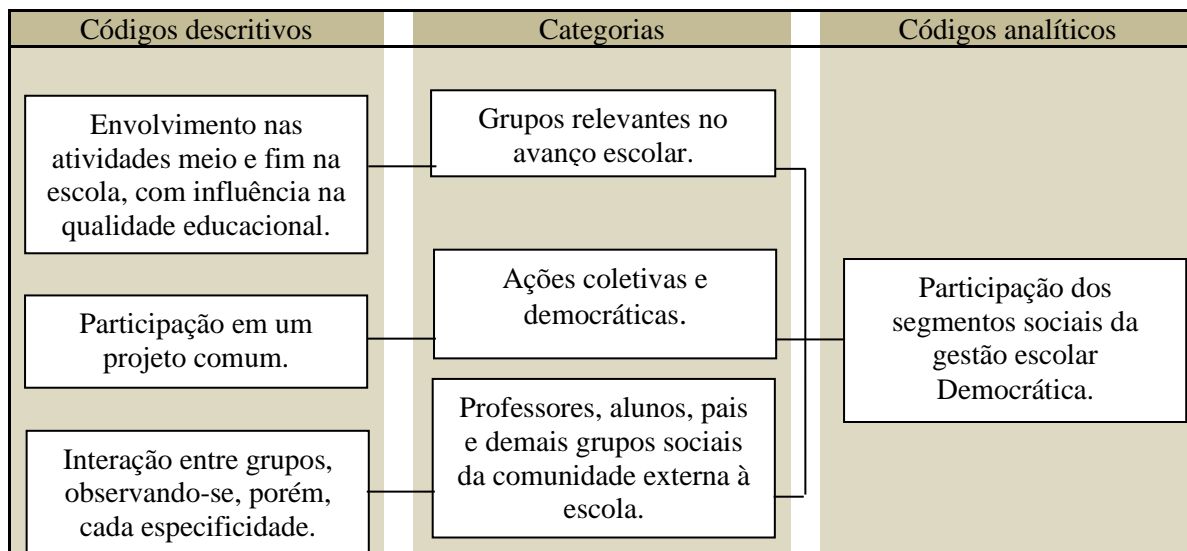 Códigos descritivos
Categorias
Códigos analíticos
Envolvimento nas
atividades meio e fim na
escola, com influência na
qualidade educacional.
Grupos relevantes no
avanço escolar.
Participação em um
projeto comum.
Ações coletivas e
democráticas.
Interação entre grupos,
observando-se, porém,
cada especificidade.
Professores, alunos, pais
e demais grupos sociais
da comunidade externa à
escola.
Participação dos
segmentos sociais da
gestão escolar
Democrática.